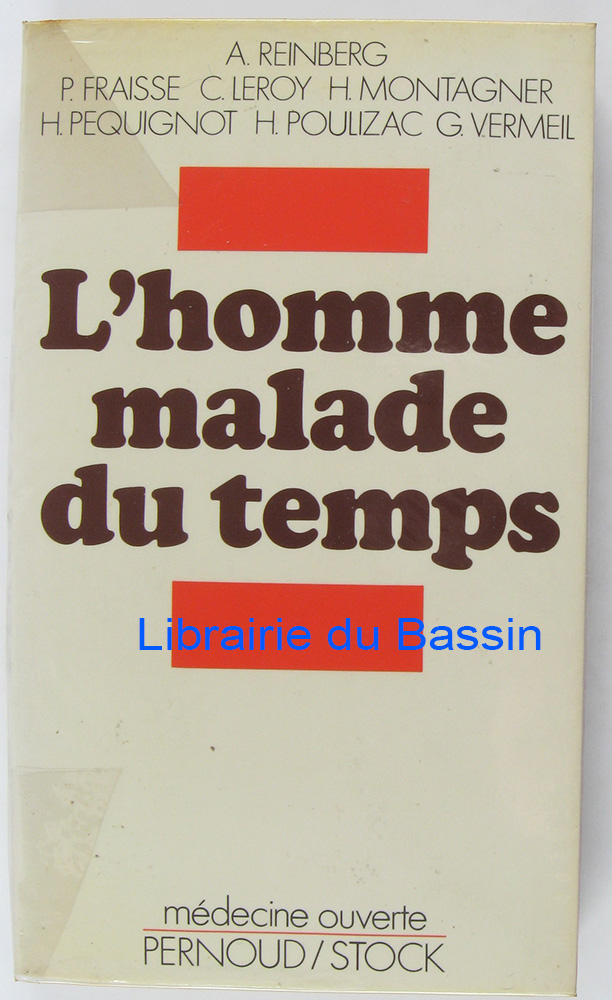 A. REINBERG
P. FRAISSE C. LEROY H. MONTAGNER
H. PEQUIGNOT H. POULIZAC G. VERMEIL
L'homme
malade
du temps
Librairie du Bassin
médecine ouverte
PERNOUD/STOCK